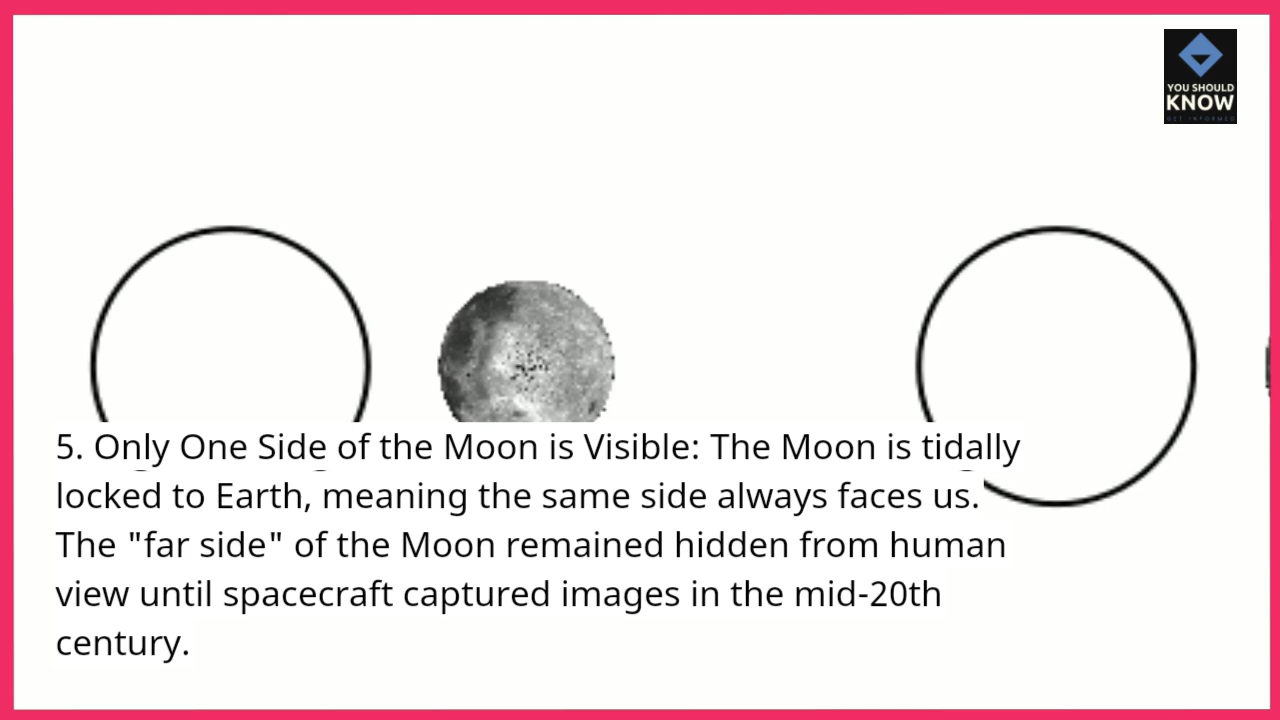 YOU SHOULD
KNOW
GET INFORMED
5. Only One Side of the Moon is Visible: The Moon is tidally
locked to Earth, meaning the same side always faces us.
The "far side" of the Moon remained hidden from human
view until spacecraft captured images in the mid-20th
century.